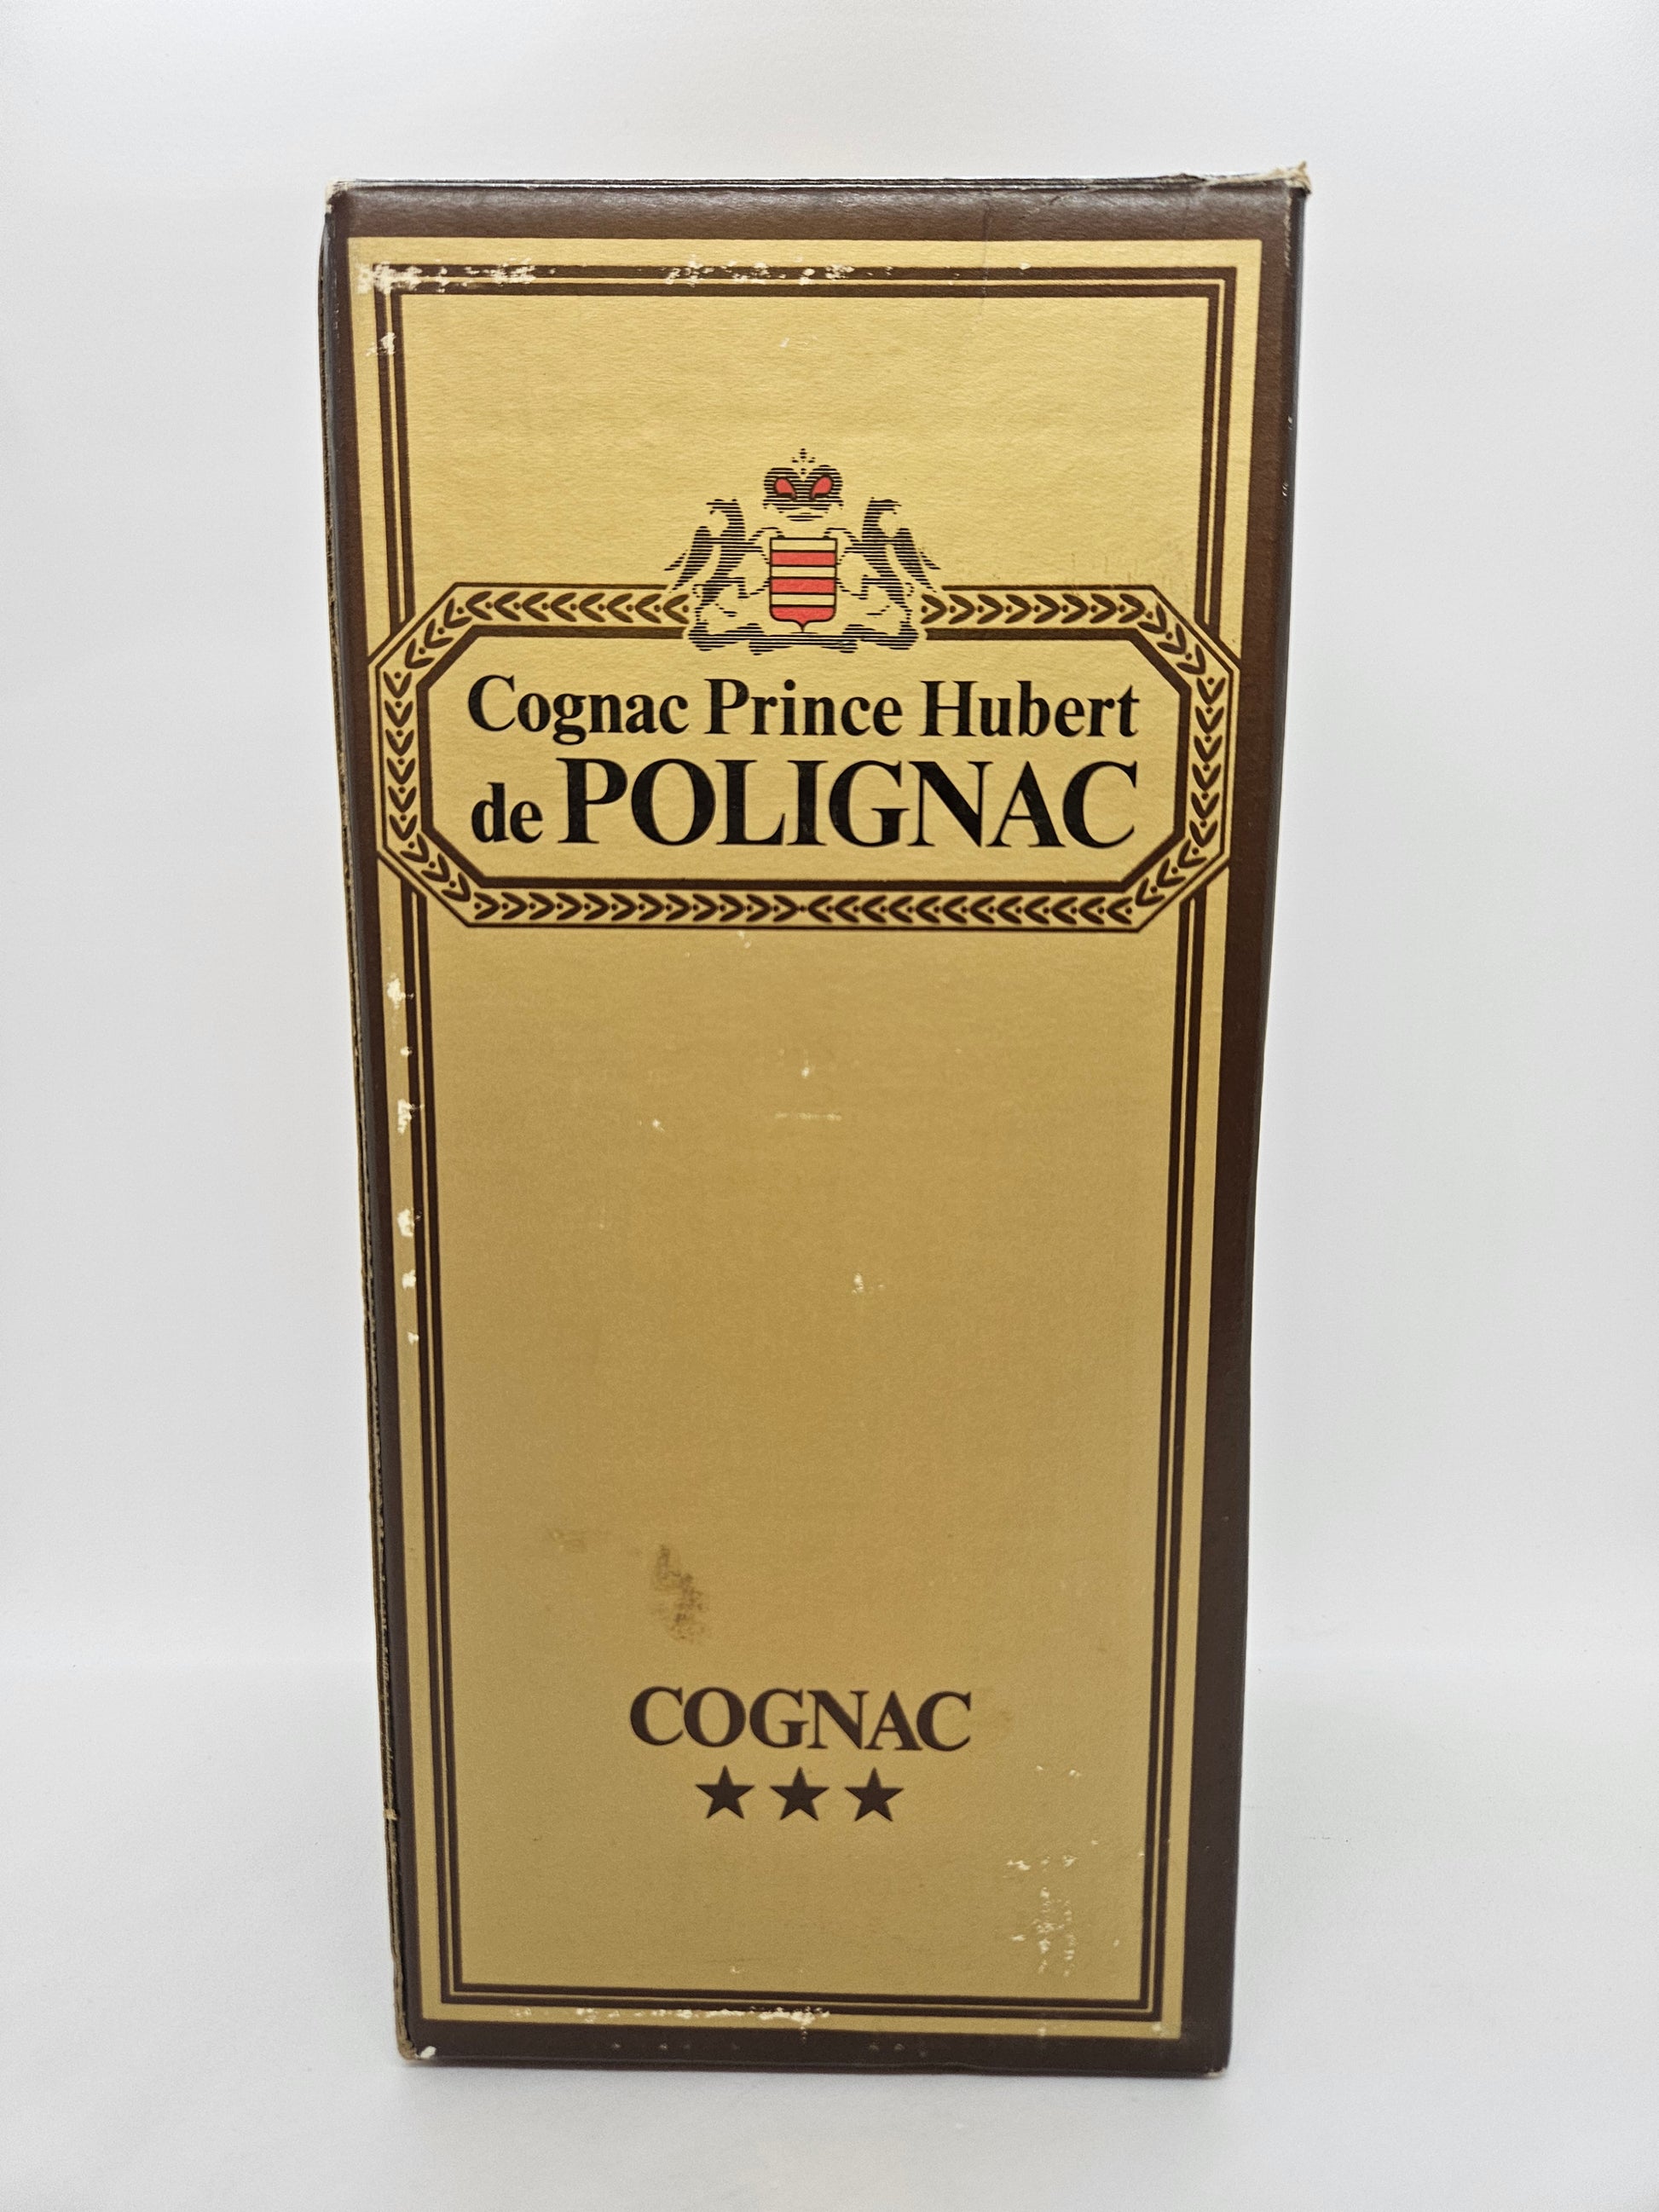 Cognac Prince Hubert
de POLIGNAC
COGNAC
★★★